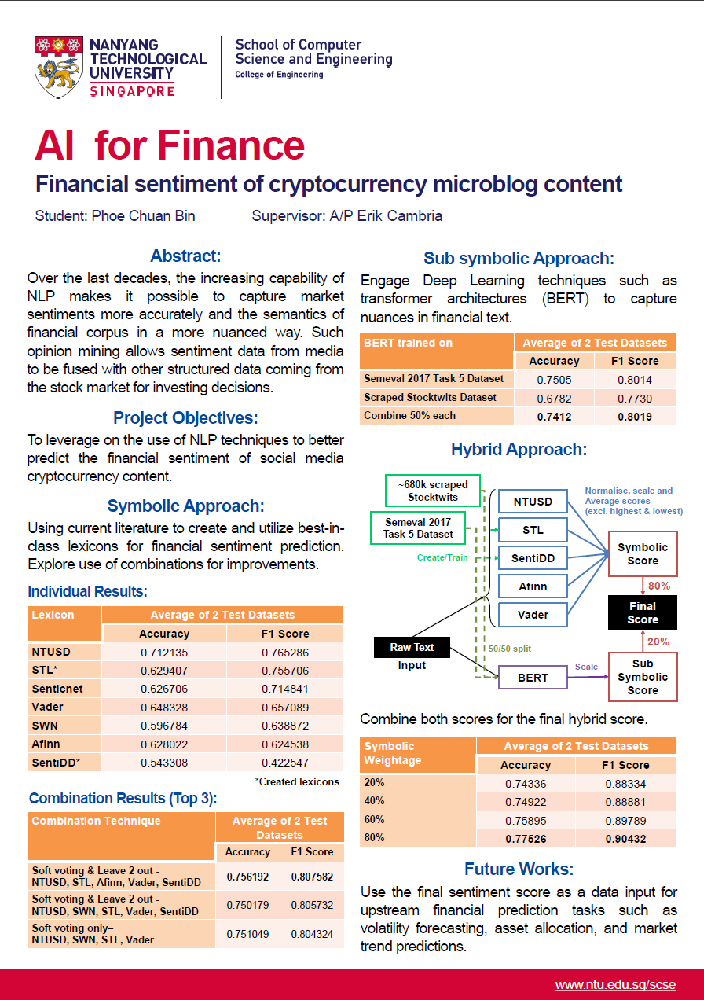 NANYANG
TECHNOLOGICAL
UNIVERSITY
SINGAPORE
School of Computer
Science and Engineering
College of Engineering
AI for Finance
Financial sentiment of cryptocurrency microblog content
Student: Phoe Chuan Bin Supervisor: A/P Erik Cambria
Abstract:
Over the last decades, the increasing capability of
NLP makes it possible to capture market
sentiments more accurately and the semantics of
financial corpus in a more nuanced way. Such
opinion mining allows sentiment data from media
to be fused with other structured data coming from
the stock market for investing decisions.
Project Objectives:
To leverage on the use of NLP techniques to better
predict the financial sentiment of social media
cryptocurrency content.
Symbolic Approach:
Using current literature to create and utilize best-in-
class lexicons for financial sentiment prediction.
Explore use of combinations for improvements.
Individual Results:
Lexicon Average of 2 Test Datasets
Accuracy F1 Score
NTUSD 0.712135 0.765286
STL* 0.629407 0.755706
Senticnet 0.626706 0.714841
Vader 0.648328 0.657089
SWN 0.596784 0.638872
Afinn 0.628022 0.624538
SentiDD* 0.543308 0.422547
*Created lexicons
Combination Results (Top 3):
Combination Technique Average of 2 Test
Datasets
Accuracy F1 Score
Soft voting & Leave 2 out -
NTUSD, STL, Afinn, Vader, SentiDD 0.756192 0.807582
Soft voting & Leave 2 out -
NTUSD, SWN, STL, Vader, SentiDD 0.750179 0.805732
Soft voting only–
NTUSD, SWN, STL, Vader 0.751049 0.804324
Sub symbolic Approach:
Engage Deep Learning techniques such as
transformer architectures (BERT) to capture
nuances in financial text.
BERT trained on Average of 2 Test Datasets
Accuracy F1 Score
Semeval 2017 Task 5 Dataset 0.7505 0.8014
Scraped Stocktwits Dataset 0.6782 0.7730
Combine 50% each 0.7412 0.8019
Hybrid Approach:
~680k scraped
Stocktwits
Semeval 2017
Task 5 Dataset
Create/Train
NTUSD
STL
SentiDD
Afinn
Vader
Normalise, scale and
Average scores
(excl. highest & lowest)
Symbolic
Score
80%
Final
Score
20%
Raw Text
Input
50/50 split
BERT
Scale
Sub
Symbolic
Score
Combine both scores for the final hybrid score.
Symbolic
Weightage
Average of 2 Test Datasets
Accuracy F1 Score
20% 0.74336 0.88334
40% 0.74922 0.88881
60% 0.75895 0.89789
80% 0.77526 0.90432
Future Works:
Use the final sentiment score as a data input for
upstream financial prediction tasks such as
volatility forecasting, asset allocation, and market
trend predictions.
www.ntu.edu.sg/scse